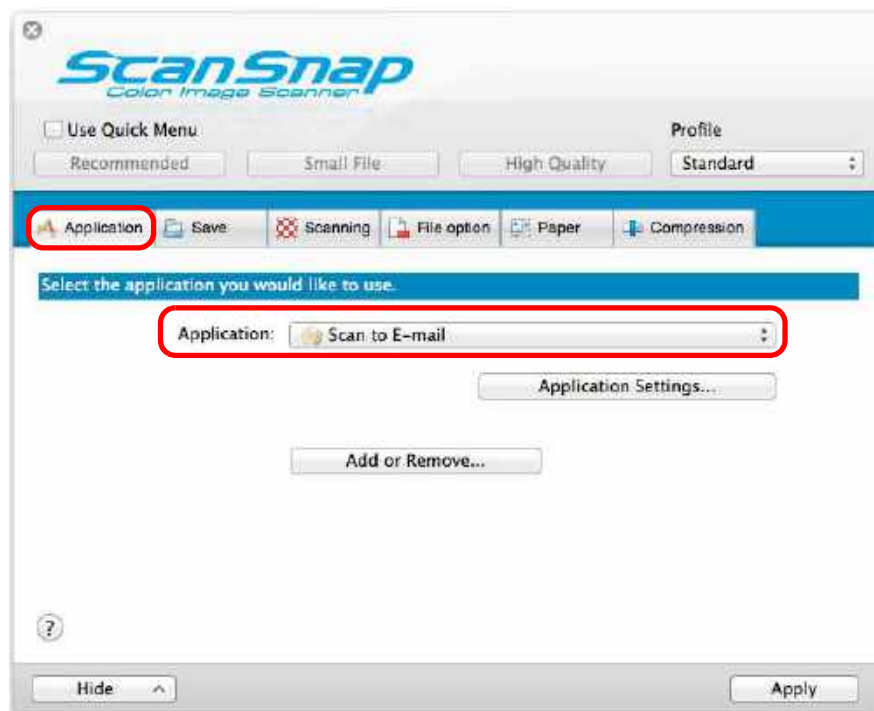 ScanSnap
Color Image Scanner
Use Quick Menu
Profile
Recommended Small File High Quality Standard
Application Save Scanning File option Paper Compression
Select the application you would like to use.
Application: Scan to E-mail
Application Settings...
Add or Remove...
?
Hide Apply